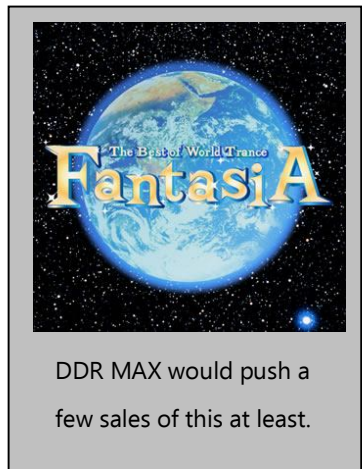 The Best of World Trance
FantasiA
DDR MAX would push a
few sales of this at least.